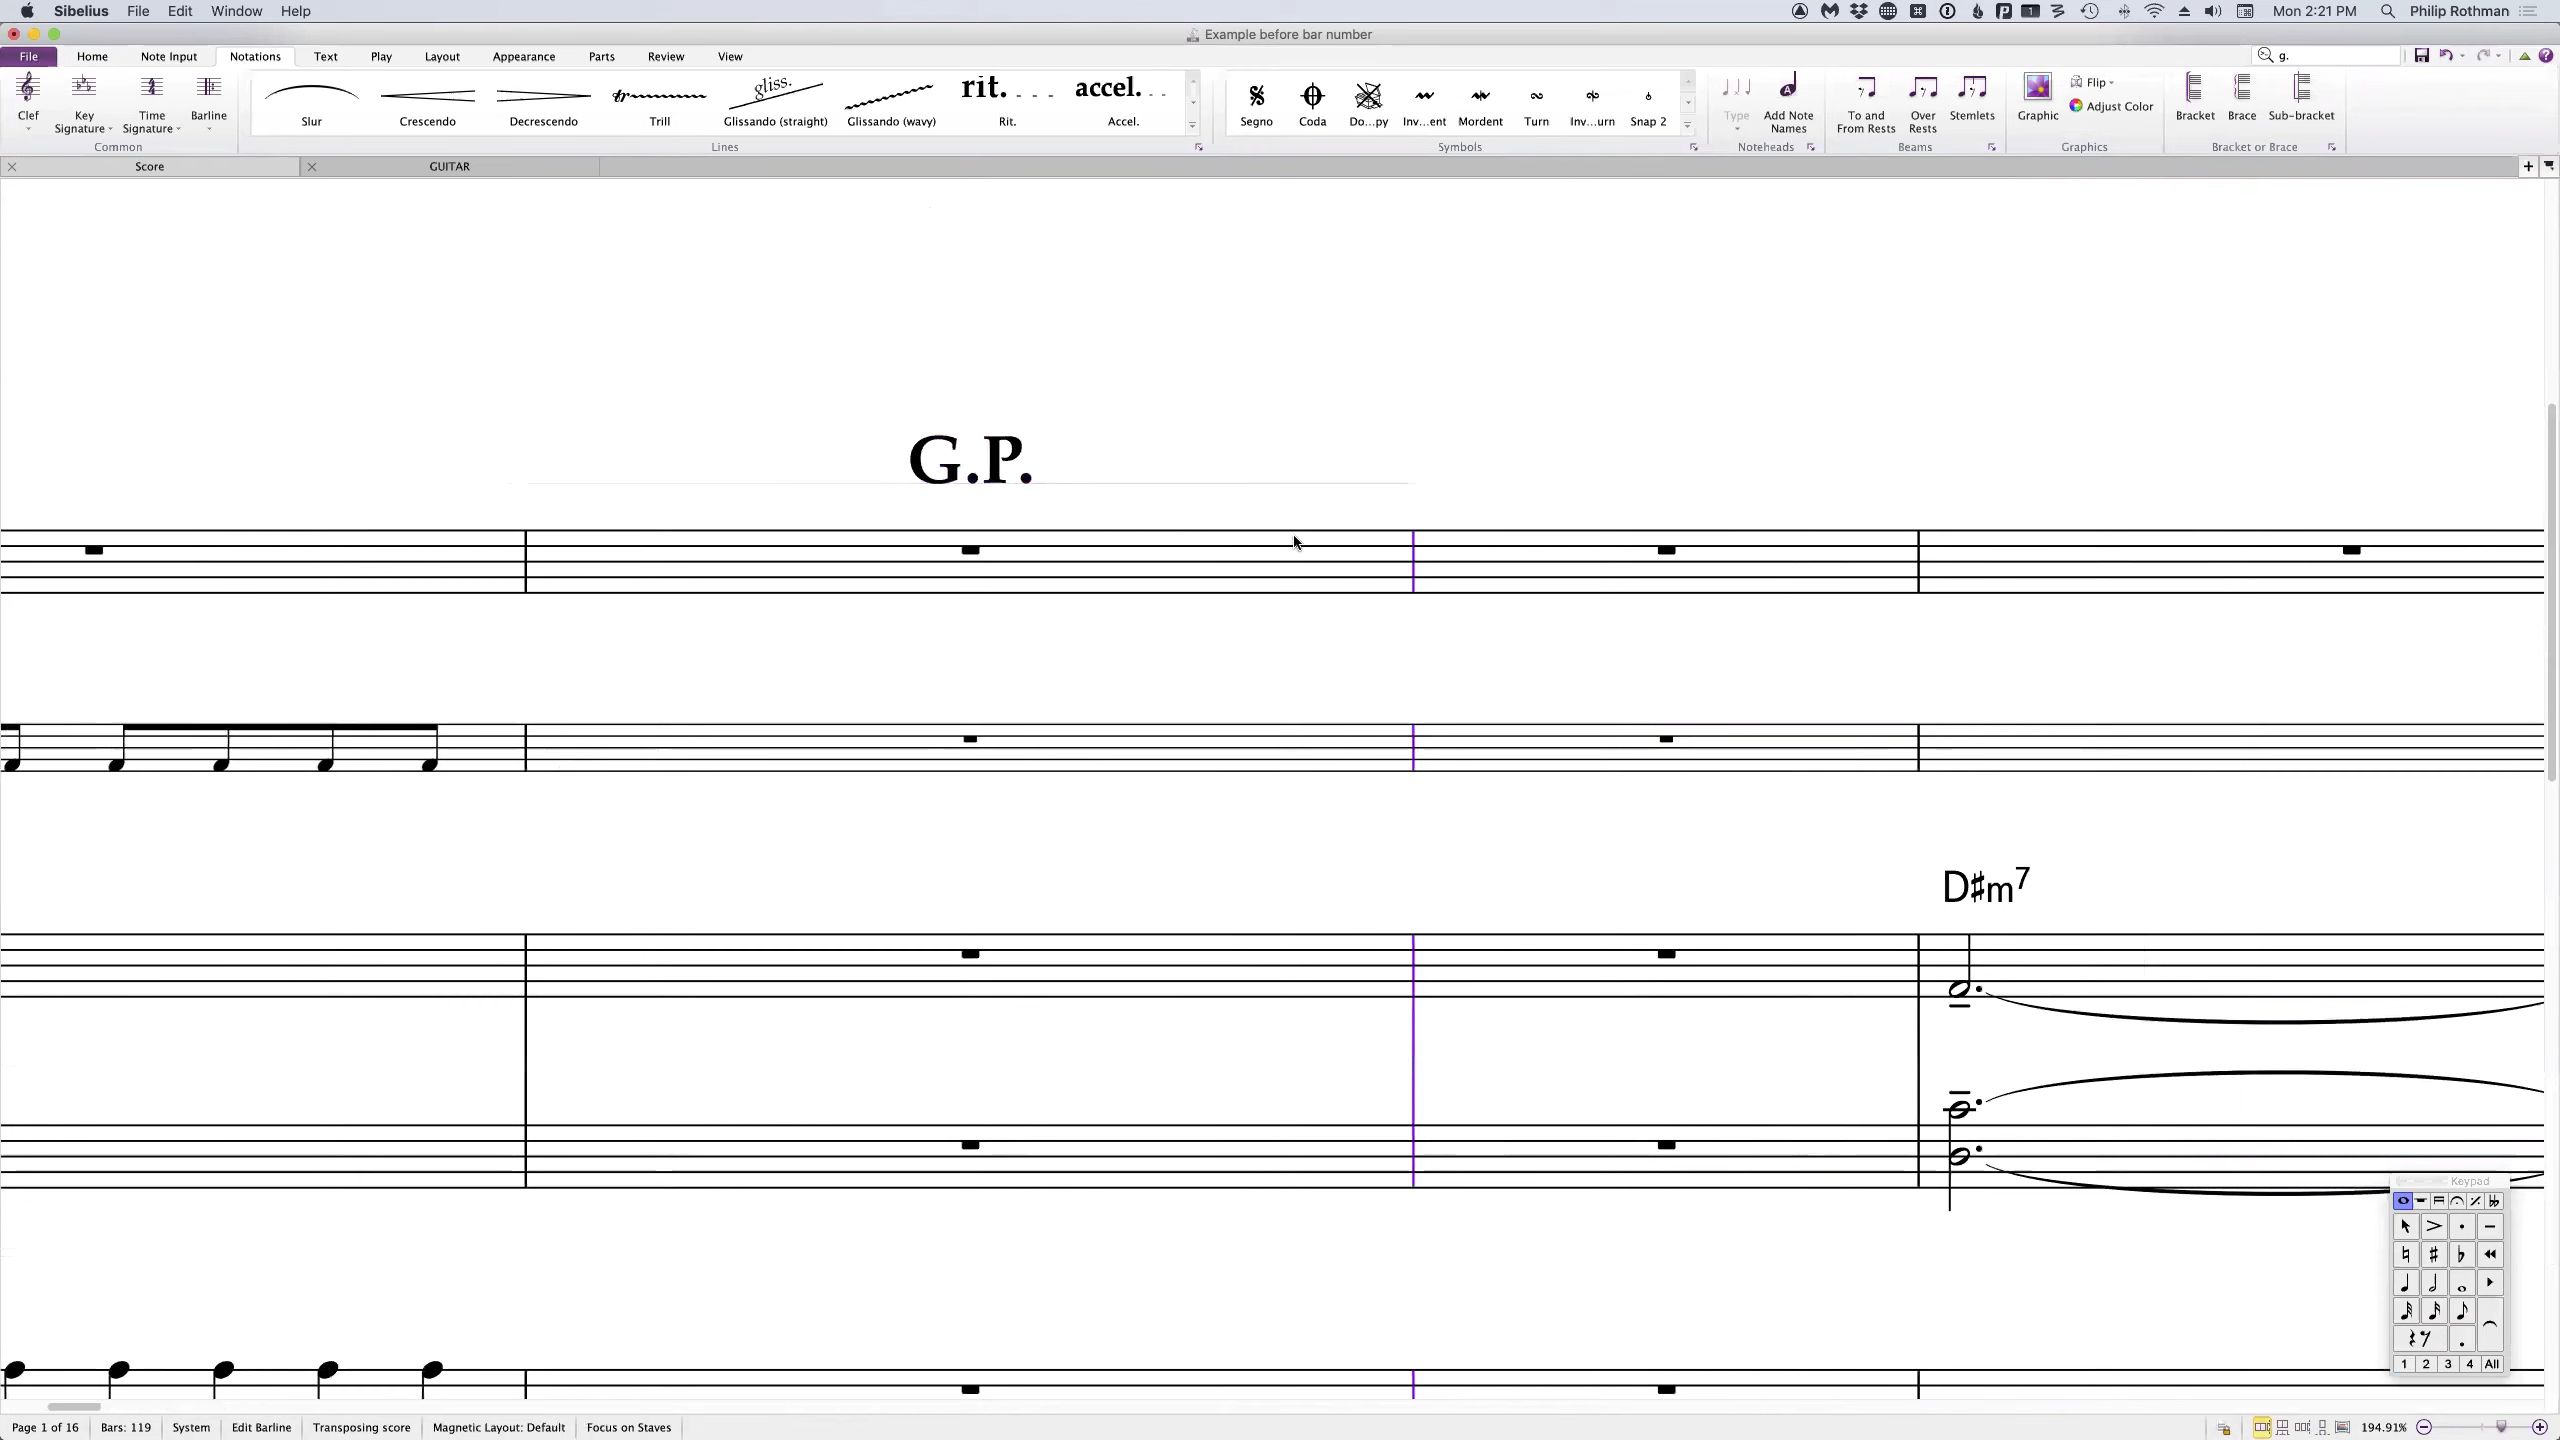 Sibelius File Edit Window Help Mon 2:21 PM Philip Rothman
Example before bar number
File Home Note Input Notations Text Play Layout Appearance Parts Review View g.
gliss. rit. accel.
Clef Key Signature Time Signature Barline Slur Crescendo Decrescendo Trill Glissando (straight) Glissando (wavy) Rit. Accel. Segno Coda Do...py Inv...ent Mordent Turn Inv...urn Snap 2 Type Add Note Names To and From Rests Over Rests Stemlets Graphic Flip Adjust Color Bracket Brace Sub-bracket
Common Lines Symbols Noteheads Beams Graphics Bracket or Brace
Score GUITAR
G.P.
D♯m7
Keypad
1 2 3 4 All
Page 1 of 16 Bars: 119 System Edit Barline Transposing score Magnetic Layout: Default Focus on Staves 194.91%